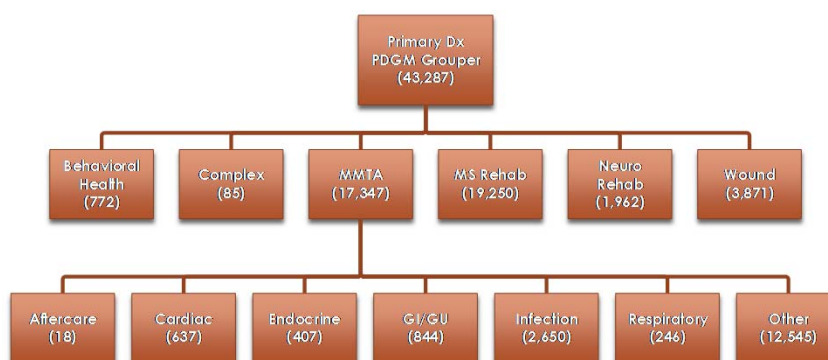 Primary Dx
PDGM Grouper
(43,287)
Behavioral
Health
(772)
Complex
(85)
MMTA
(17,347)
MS Rehab
(19,250)
Neuro
Rehab
(1,962)
Wound
(3,871)
Aftercare
(18)
Cardiac
(637)
Endocrine
(407)
GI/GU
(844)
Infection
(2,650)
Respiratory
(246)
Other
(12,545)